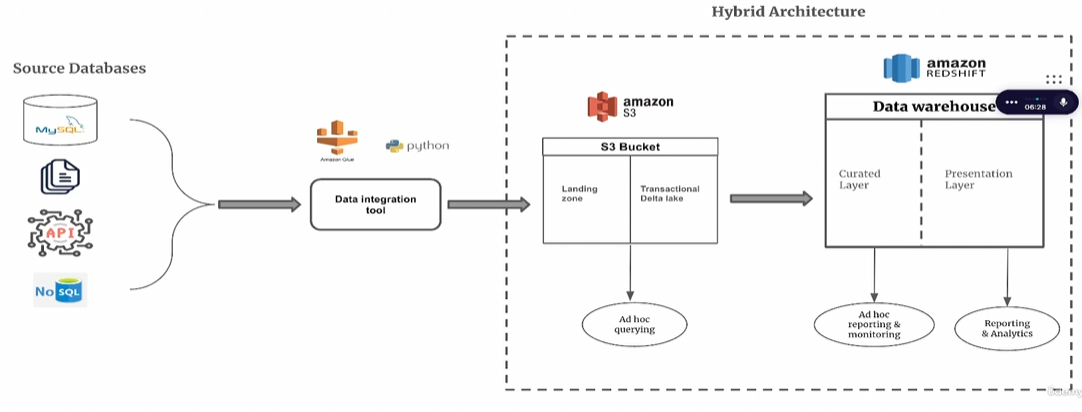 Hybrid Architecture
Source Databases
MySQL
API
No SQL
Amazon Glue
python
Data integration
tool
amazon
S3
S3 Bucket
Landing
zone
Transactional
Delta lake
Ad hoc
querying
amazon
REDSHIFT
Data warehouse
06:28
Curated
Layer
Presentation
Layer
Ad hoc
reporting &
monitoring
Reporting
& Analytics